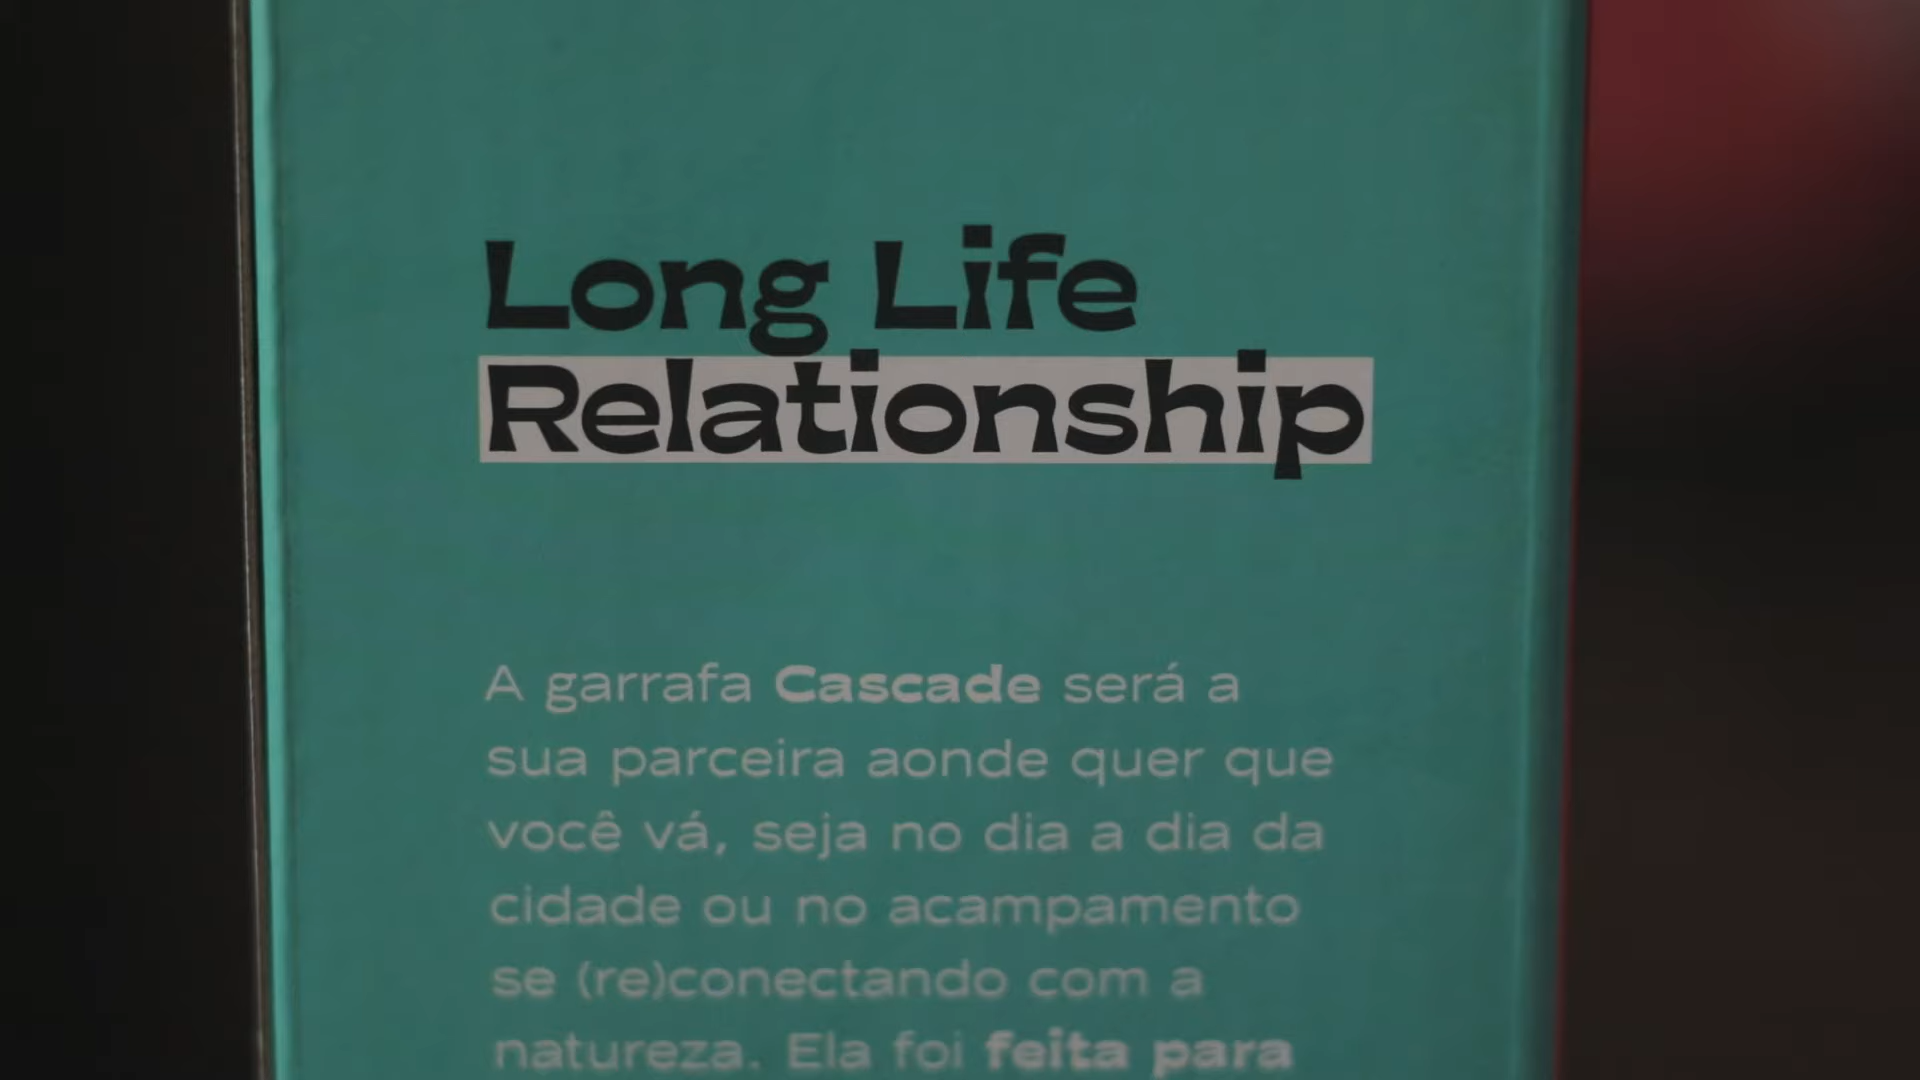 Long Life
Relationship
A garrafa Cascade será a
sua parceira aonde quer que
você vá, seja no dia a dia da
cidade ou no acampamento
se (re)conectando com a
natureza. Ela foi feita para